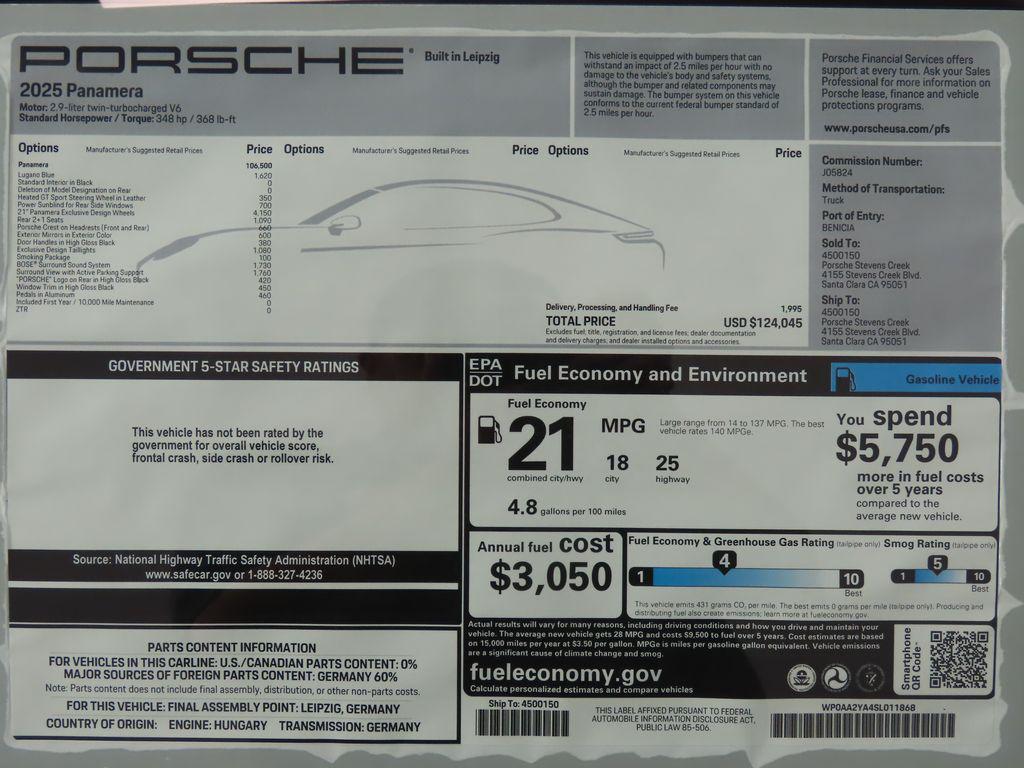 PORSCHE® Built in Leipzig
2025 Panamera
Motor: 2.9-liter twin-turbocharged V6
Standard Horsepower / Torque: 348 hp / 368 lb-ft
This vehicle is equipped with bumpers that can
withstand an impact of 2.5 miles per hour with no
damage to the vehicle's body and safety systems,
although the bumper and related components may
sustain damage. The bumper system on this vehicle
conforms to the current federal bumper standard of
2.5 miles per hour.
Porsche Financial Services offers
support at every turn. Ask your Sales
Professional for more information on
Porsche lease, finance and vehicle
protections programs.
www.porscheusa.com/pfs
Options Manufacturer's Suggested Retail Prices Price Options Manufacturer's Suggested Retail Prices Price Options Manufacturer's Suggested Retail Prices Price
Panamera 106,500
Lugano Blue 1,620
Standard Interior in Black 0
Deletion of Model Designation on Rear 0
Heated GT Sport Steering Wheel in Leather 350
Power Sunblind for Rear Side Windows 700
21" Panamera Exclusive Design Wheels 4,150
Rear 2+1 Seats 1,090
Porsche Crest on Headrests (Front and Rear) 660
Exterior Mirrors in Exterior Color 600
Door Handles in High Gloss Black 380
Exclusive Design Taillights 1,080
Smoking Package 100
BOSE® Surround Sound System 1,730
Surround View with Active Parking Support 1,760
"PORSCHE" Logo on Rear in High Gloss Black 420
Window Trim in High Gloss Black 450
Pedals in Aluminum 460
Included First Year / 10,000 Mile Maintenance 0
ZTR 0
Delivery, Processing, and Handling Fee 1,995
TOTAL PRICE USD $124,045
Excludes fuel, title, registration, and license fees, dealer documentation
and delivery charges, and dealer installed options and accessories.
Commission Number:
J05824
Method of Transportation:
Truck
Port of Entry:
BENICIA
Sold To:
4500150
Porsche Stevens Creek
4155 Stevens Creek Blvd.
Santa Clara CA 95051
Ship To:
4500150
Porsche Stevens Creek
4155 Stevens Creek Blvd.
Santa Clara CA 95051
GOVERNMENT 5-STAR SAFETY RATINGS
This vehicle has not been rated by the
government for overall vehicle score,
frontal crash, side crash or rollover risk.
Source: National Highway Traffic Safety Administration (NHTSA)
www.safecar.gov or 1-888-327-4236
PARTS CONTENT INFORMATION
FOR VEHICLES IN THIS CARLINE: U.S./CANADIAN PARTS CONTENT: 0%
MAJOR SOURCES OF FOREIGN PARTS CONTENT: GERMANY 60%
Note: Parts content does not include final assembly, distribution, or other non-parts costs.
FOR THIS VEHICLE: FINAL ASSEMBLY POINT: LEIPZIG, GERMANY
COUNTRY OF ORIGIN: ENGINE: HUNGARY TRANSMISSION: GERMANY
EPA
DOT
Fuel Economy and Environment
Gasoline Vehicle
Fuel Economy
21 MPG
combined city/hwy
18
city
25
highway
Large range from 14 to 137 MPG. The best
vehicle rates 140 MPGe.
4.8 gallons per 100 miles
You spend
$5,750
more in fuel costs
over 5 years
compared to the
average new vehicle.
Annual fuel cost
$3,050
Fuel Economy & Greenhouse Gas Rating (tailpipe only)
1 4 10
Best
Smog Rating (tailpipe only)
1 5 10
Best
This vehicle emits 431 grams CO₂ per mile. The best emits 0 grams per mile (tailpipe only). Producing and
distributing fuel also create emissions; learn more at fueleconomy.gov
Actual results will vary for many reasons, including driving conditions and how you drive and maintain your
vehicle. The average new vehicle gets 28 MPG and costs $9,500 to fuel over 5 years. Cost estimates are based
on 15,000 miles per year at $3.50 per gallon. MPGe is miles per gasoline gallon equivalent. Vehicle emissions
are a significant cause of climate change and smog.
fueleconomy.gov
Calculate personalized estimates and compare vehicles
Smartphone
QR Code™
Ship To: 4500150
THIS LABEL AFFIXED PURSUANT TO FEDERAL
AUTOMOBILE INFORMATION DISCLOSURE ACT,
PUBLIC LAW 85-506.
WP0AA2YA4SL011868